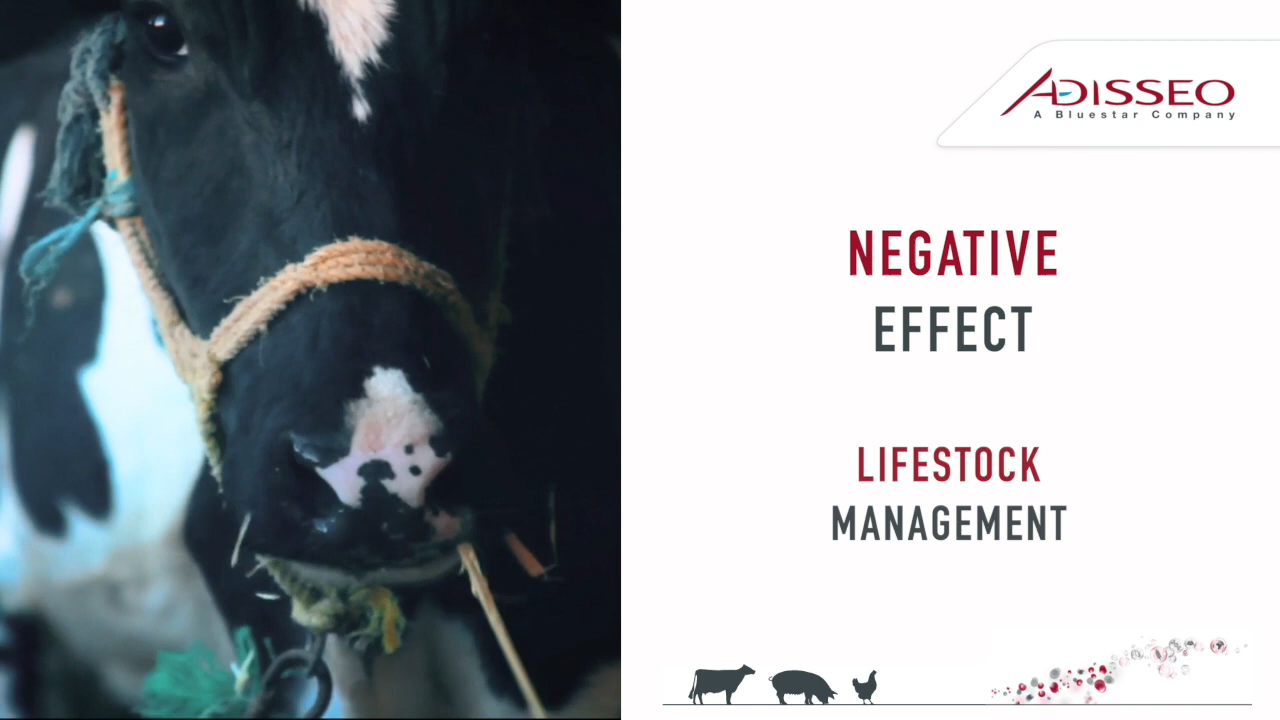 ADISSEO
A Bluestar Company
NEGATIVE
EFFECT
LIFESTOCK
MANAGEMENT